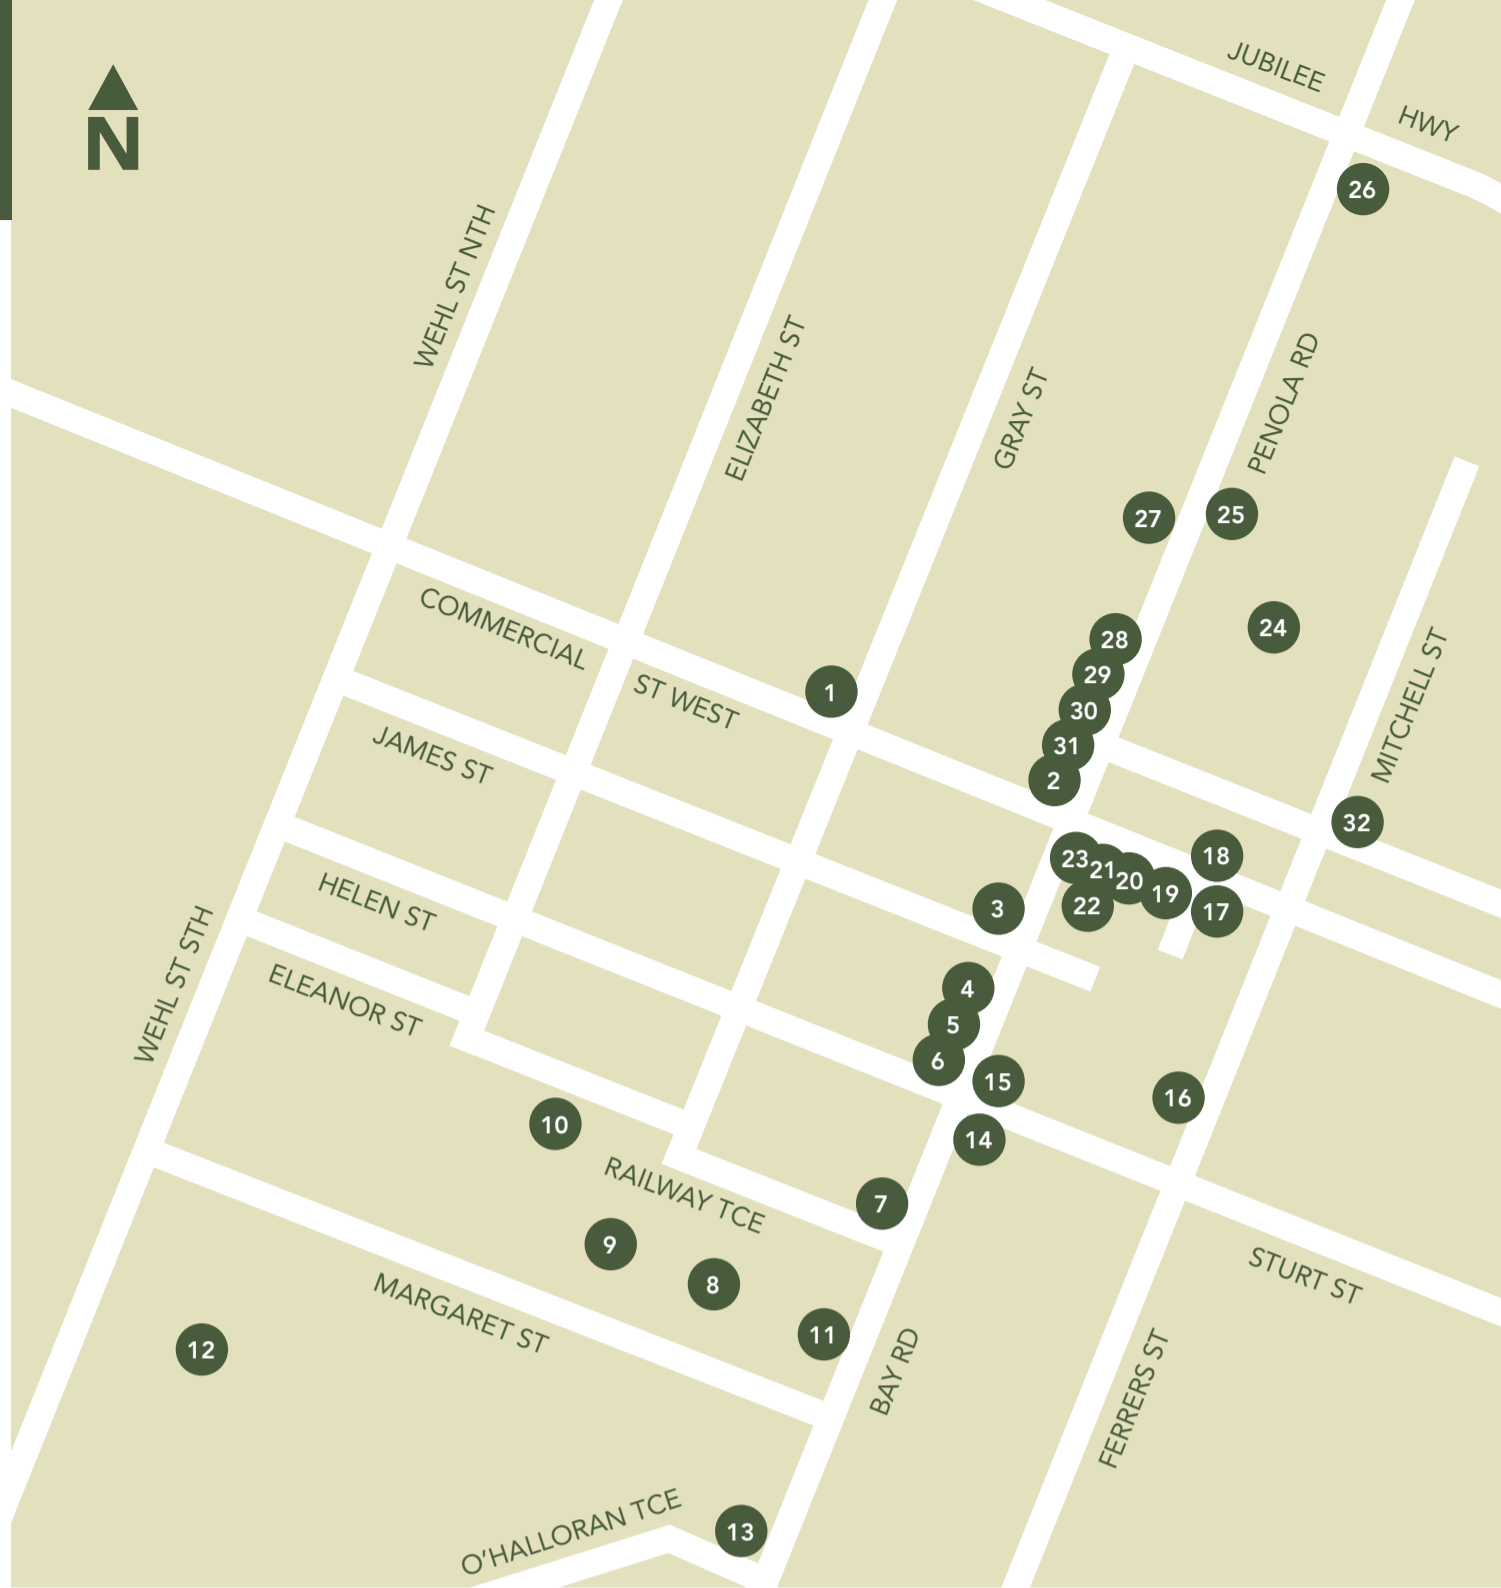 JUBILEE
HWY
N
26
WEHL ST NTH
ELIZABETH ST
GRAY ST
PENOLA RD
27
25
24
28
29
30
31
2
1
COMMERCIAL
ST WEST
MITCHELL ST
32
JAMES ST
23
21
20
19
18
22
17
3
HELEN ST
WEHL ST STH
ELEANOR ST
4
5
6
15
16
14
10
RAILWAY TCE
7
9
8
STURT ST
MARGARET ST
11
12
BAY RD
FERRERS ST
O'HALLORAN TCE
13